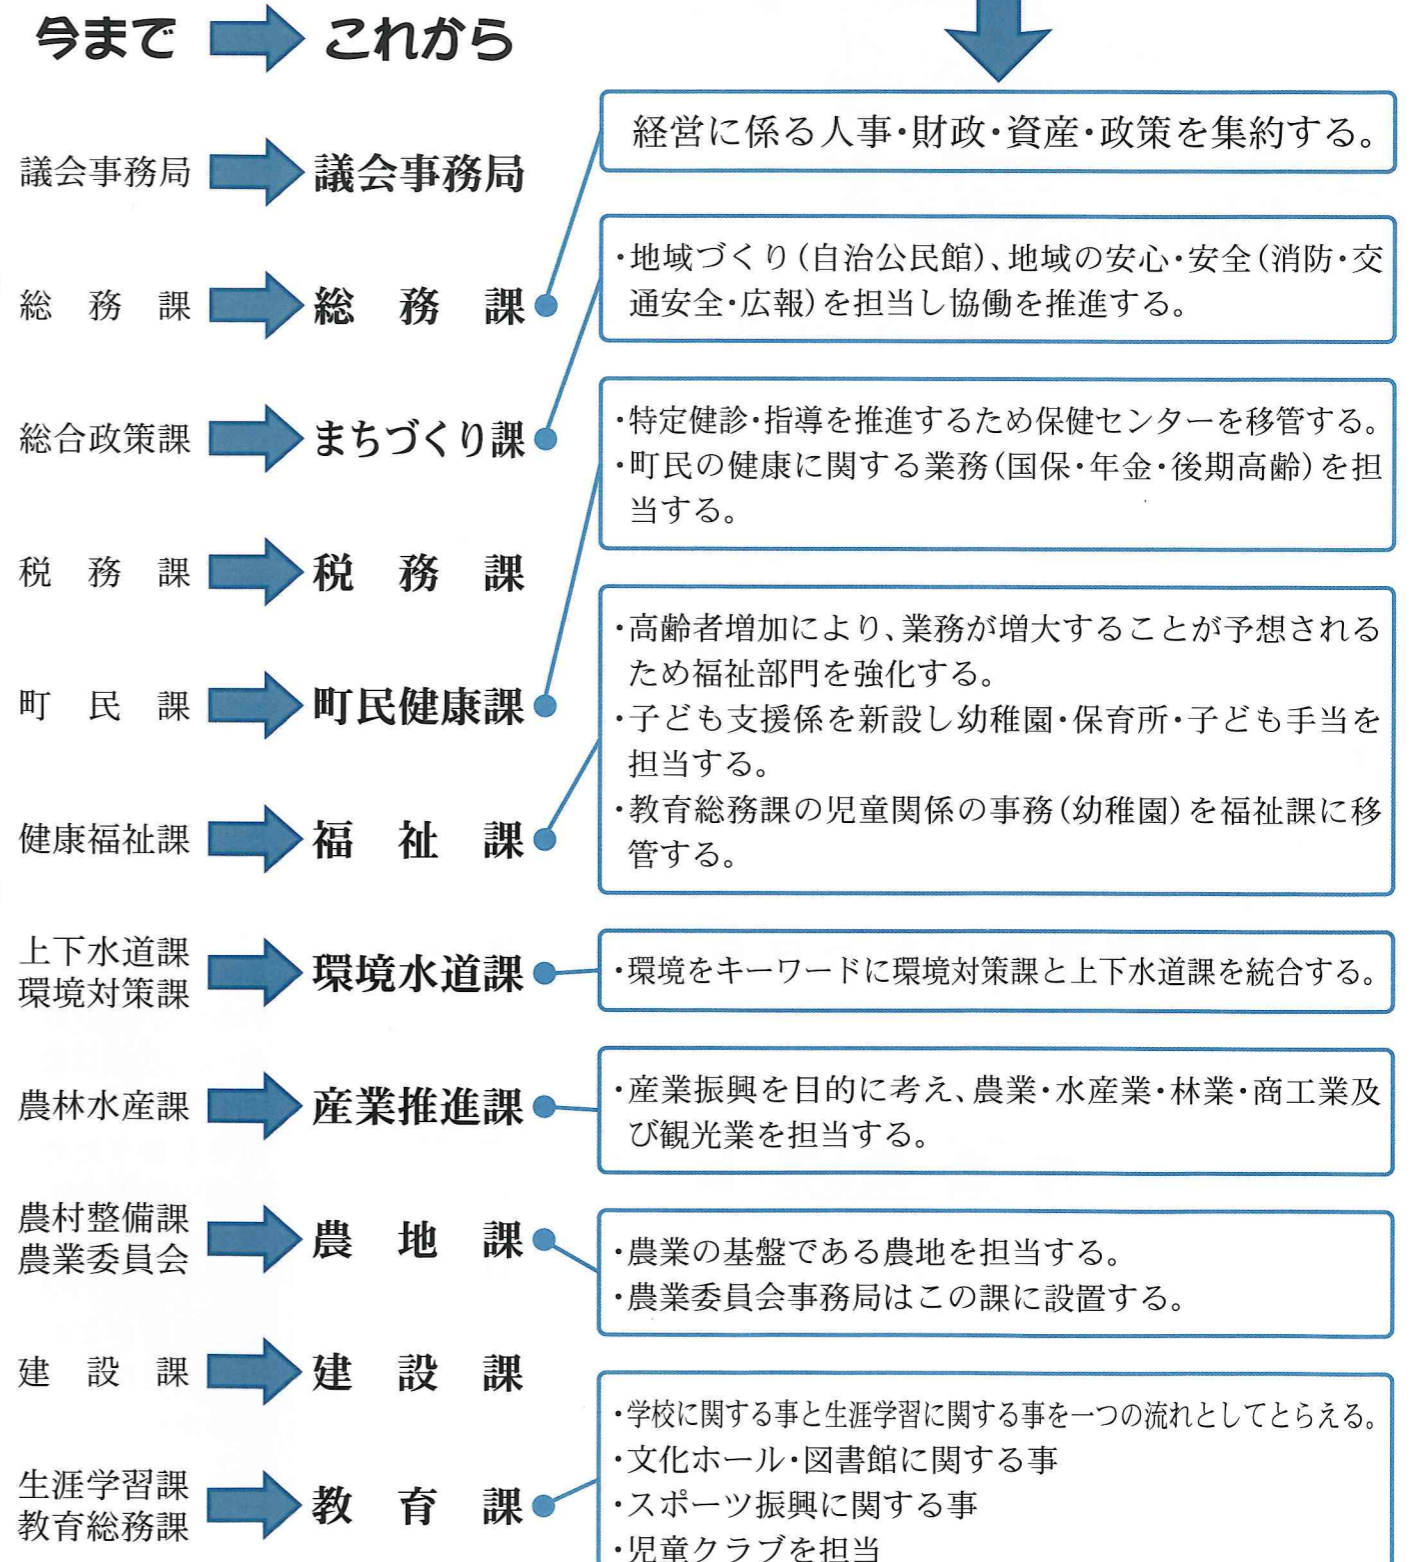 今まで これから
議会事務局 議会事務局
総務課 総務課
総合政策課 まちづくり課
税務課 税務課
町民課 町民健康課
健康福祉課 福祉課
上下水道課
環境対策課
環境水道課
農林水産課 産業推進課
農村整備課
農業委員会
農地課
建設課 建設課
生涯学習課
教育総務課
教育課
経営に係る人事・財政・資産・政策を集約する。
・地域づくり(自治公民館)、地域の安心・安全(消防・交
通安全・広報)を担当し協働を推進する。
・特定健診・指導を推進するため保健センターを移管する。
・町民の健康に関する業務(国保・年金・後期高齢)を担
当する。
・高齢者増加により、業務が増大することが予想される
ため福祉部門を強化する。
・子ども支援係を新設し幼稚園・保育所・子ども手当を
担当する。
・教育総務課の児童関係の事務(幼稚園)を福祉課に移
管する。
・環境をキーワードに環境対策課と上下水道課を統合する。
・産業振興を目的に考え、農業・水産業・林業・商工業及
び観光業を担当する。
・農業の基盤である農地を担当する。
・農業委員会事務局はこの課に設置する。
・学校に関する事と生涯学習に関する事を一つの流れとしてとらえる。
・文化ホール・図書館に関する事
・スポーツ振興に関する事
・児童クラブを担当